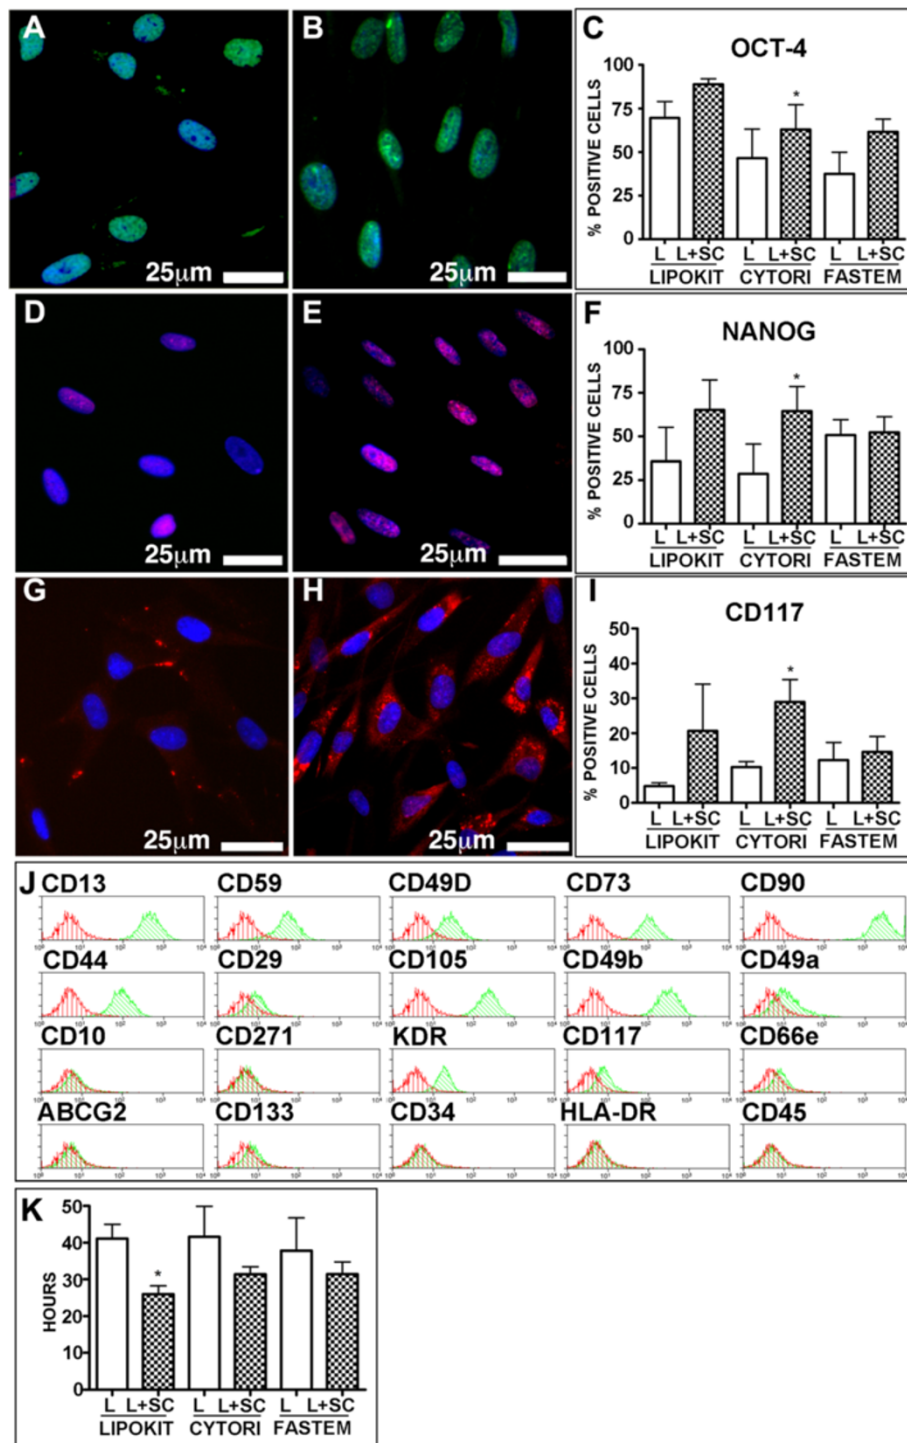 A
25μm
B
25μm
C
OCT-4
% POSITIVE CELLS
100
75
50
25
0
L L+SC L L+SC L L+SC
LIPOKIT CYTORI FASTEM
*
D
25μm
E
25μm
F
NANOG
% POSITIVE CELLS
100
75
50
25
0
L L+SC L L+SC L L+SC
LIPOKIT CYTORI FASTEM
*
G
25μm
H
25μm
I
CD117
% POSITIVE CELLS
50
40
30
20
10
0
L L+SC L L+SC L L+SC
LIPOKIT CYTORI FASTEM
*
J
CD13 CD59 CD49D CD73 CD90
CD44 CD29 CD105 CD49b CD49a
CD10 CD271 KDR CD117 CD66e
ABCG2 CD133 CD34 HLA-DR CD45
K
HOURS
50
40
30
20
10
0
L L+SC L L+SC L L+SC
LIPOKIT CYTORI FASTEM
*